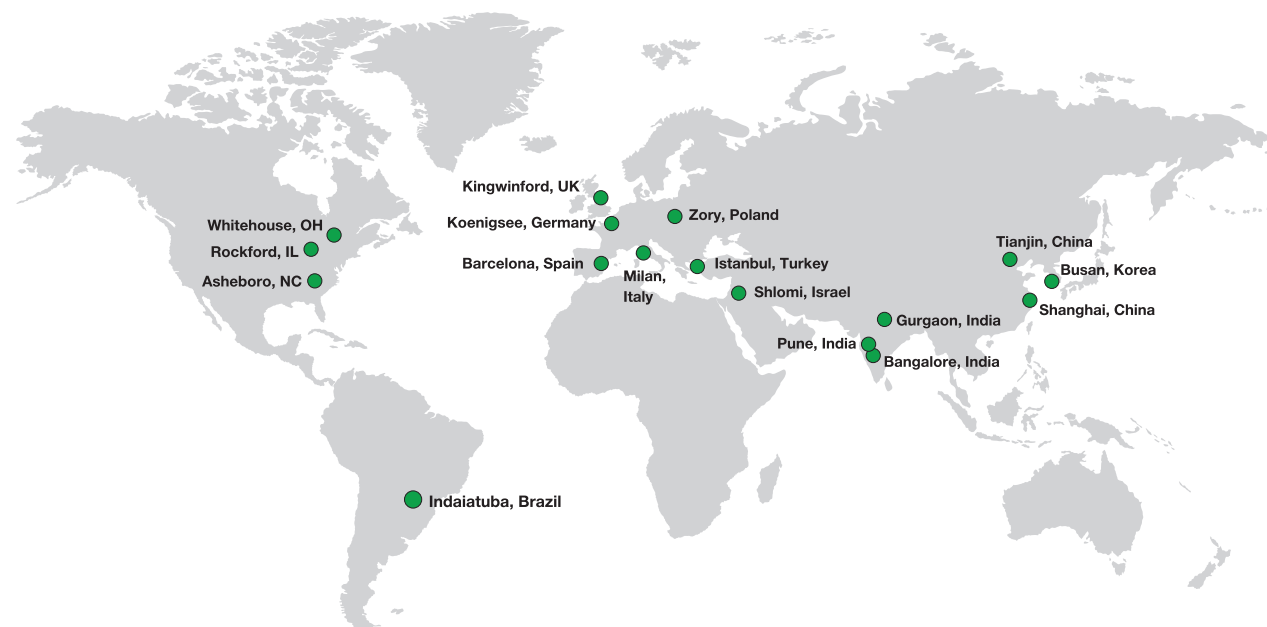 Kingwinford, UK
Zory, Poland
Koenigsee, Germany
Whitehouse, OH
Rockford, IL
Tianjin, China
Barcelona, Spain
Istanbul, Turkey
Busan, Korea
Milan,
Italy
Asheboro, NC
Shlomi, Israel
Shanghai, China
Gurgaon, India
Pune, India
Bangalore, India
Indaiatuba, Brazil